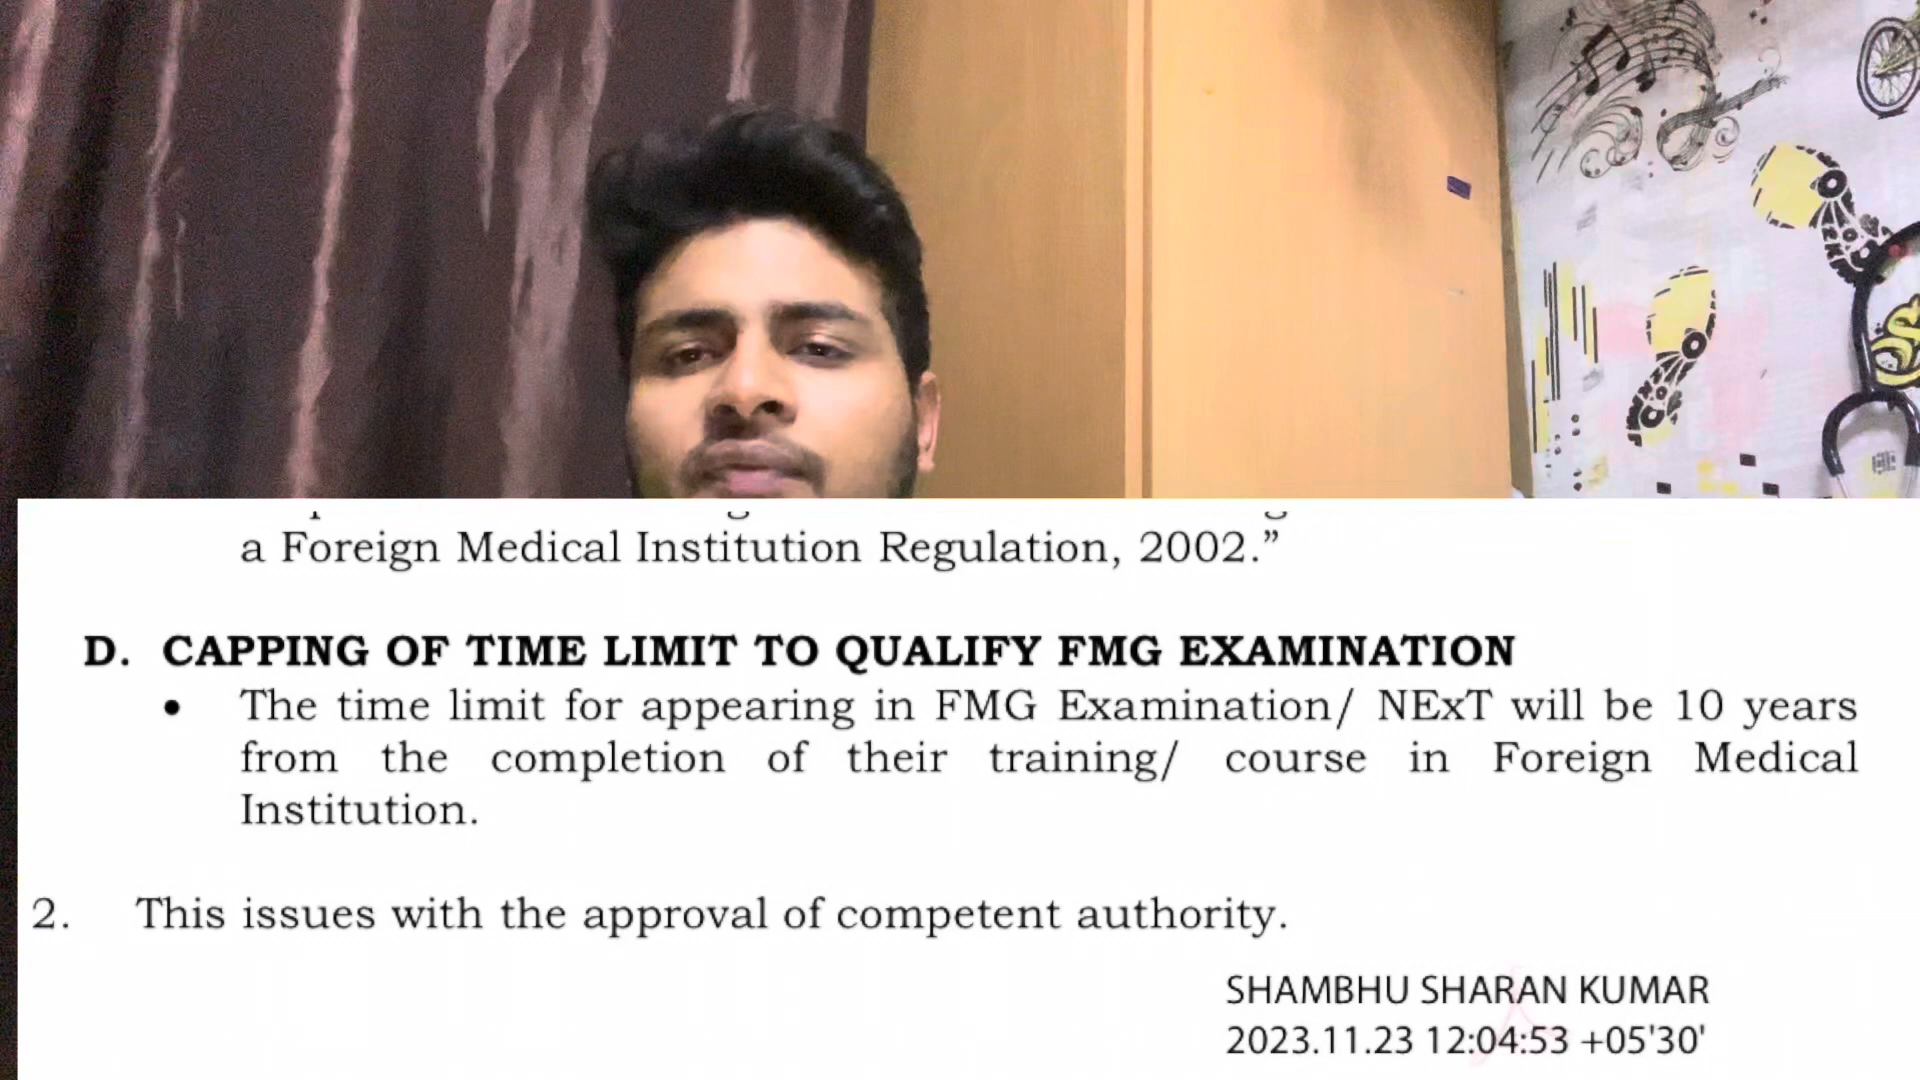 a Foreign Medical Institution Regulation, 2002.”
D. CAPPING OF TIME LIMIT TO QUALIFY FMG EXAMINATION
• The time limit for appearing in FMG Examination/ NExT will be 10 years
from the completion of their training/ course in Foreign Medical
Institution.
2. This issues with the approval of competent authority.
SHAMBHU SHARAN KUMAR
2023.11.23 12:04:53 +05'30'